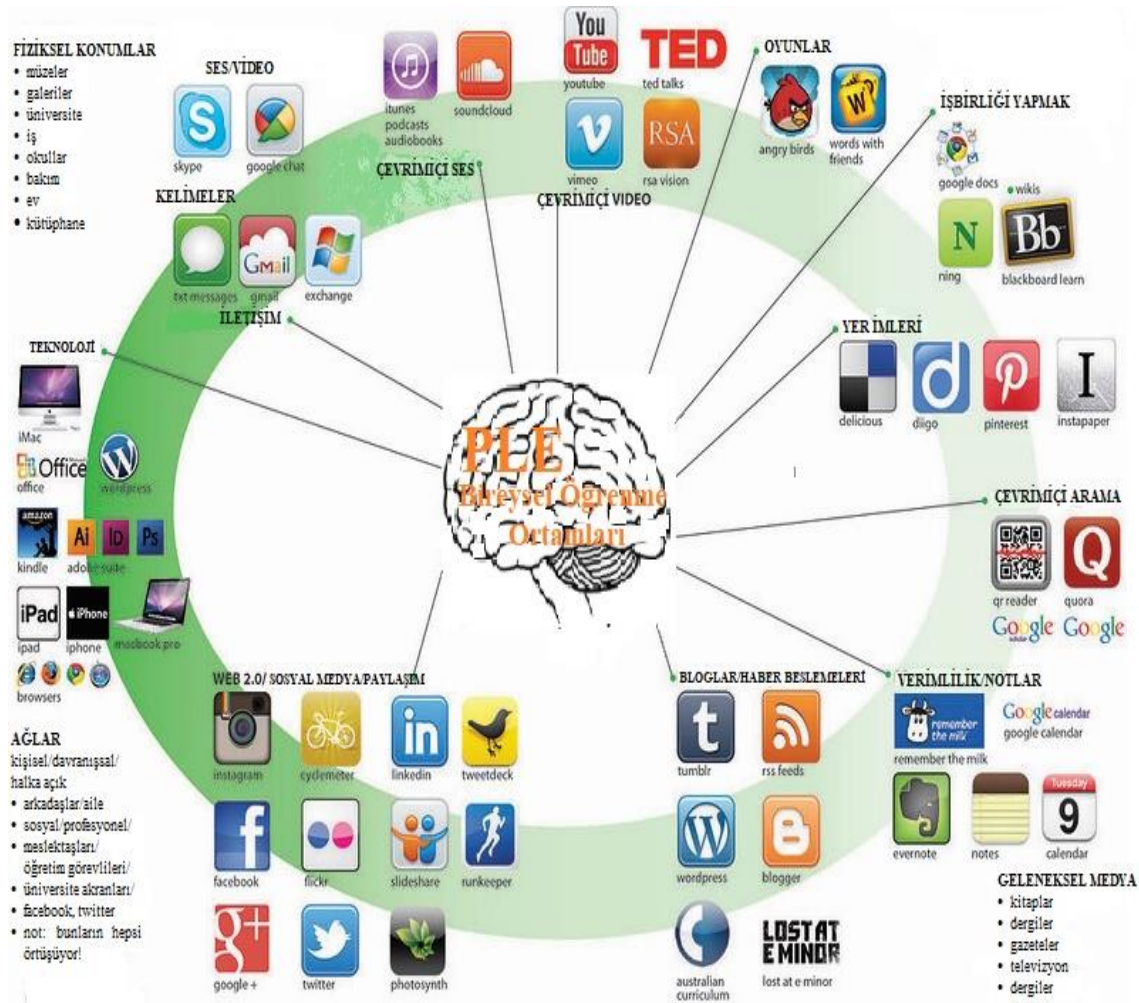 FİZİKSEL KONUMLAR
• müzeler
• galeriler
• üniversite
• iş
• okullar
• bakım
• ev
• kütüphane
SES/VİDEO
skype
google chat
KELİMELER
txt messages
Gmail
gmail
exchange
İLETİŞİM
itunes
podcasts
audiobooks
soundcloud
ÇEVRİMİÇİ SES
You
Tube
youtube
TED
ted talks
vimeo
RSA
rsa vision
ÇEVRİMİÇİ VIDEO
OYUNLAR
angry birds
W
words with
friends
İŞBİRLİĞİ YAPMAK
google docs
• wikis
N
ning
Bb
blackboard learn
YER İMLERİ
delicious
d
diigo
pinterest
I
instapaper
TEKNOLOJİ
iMac
Office
office
wordpress
amazon
kindle
Ai
ID
Ps
adobe suite
iPad
ipad
iPhone
iphone
macbook pro
browsers
PLE
Bireysel Öğrenme
Ortamları
ÇEVRİMİÇİ ARAMA
qr reader
Q
quora
Google
scholar
Google
AĞLAR
kişisel/davranışsal/
halka açık
• arkadaşlar/aile
• sosyal/profesyonel/
• meslektaşları/
öğretim görevlileri/
• üniversite akranları/
• facebook, twitter
• not: bunların hepsi
örtüşüyor!
WEB 2.0/ SOSYAL MEDYA/PAYLAŞIM
instagram
cyclemeter
in
linkedin
tweetdeck
f
facebook
flickr
slideshare
runkeeper
g+
google +
twitter
photosynth
BLOGLAR/HABER BESLEMELERİ
t
tumblr
rss feeds
wordpress
blogger
australian
curriculum
LOST AT
E MINOR
lost at e minor
VERİMLİLİK/NOTLAR
remember
the milk
remember the milk
Google calendar
google calendar
evernote
notes
Tuesday
9
calendar
GELENEKSEL MEDYA
• kitaplar
• dergiler
• gazeteler
• televizyon
• dergiler